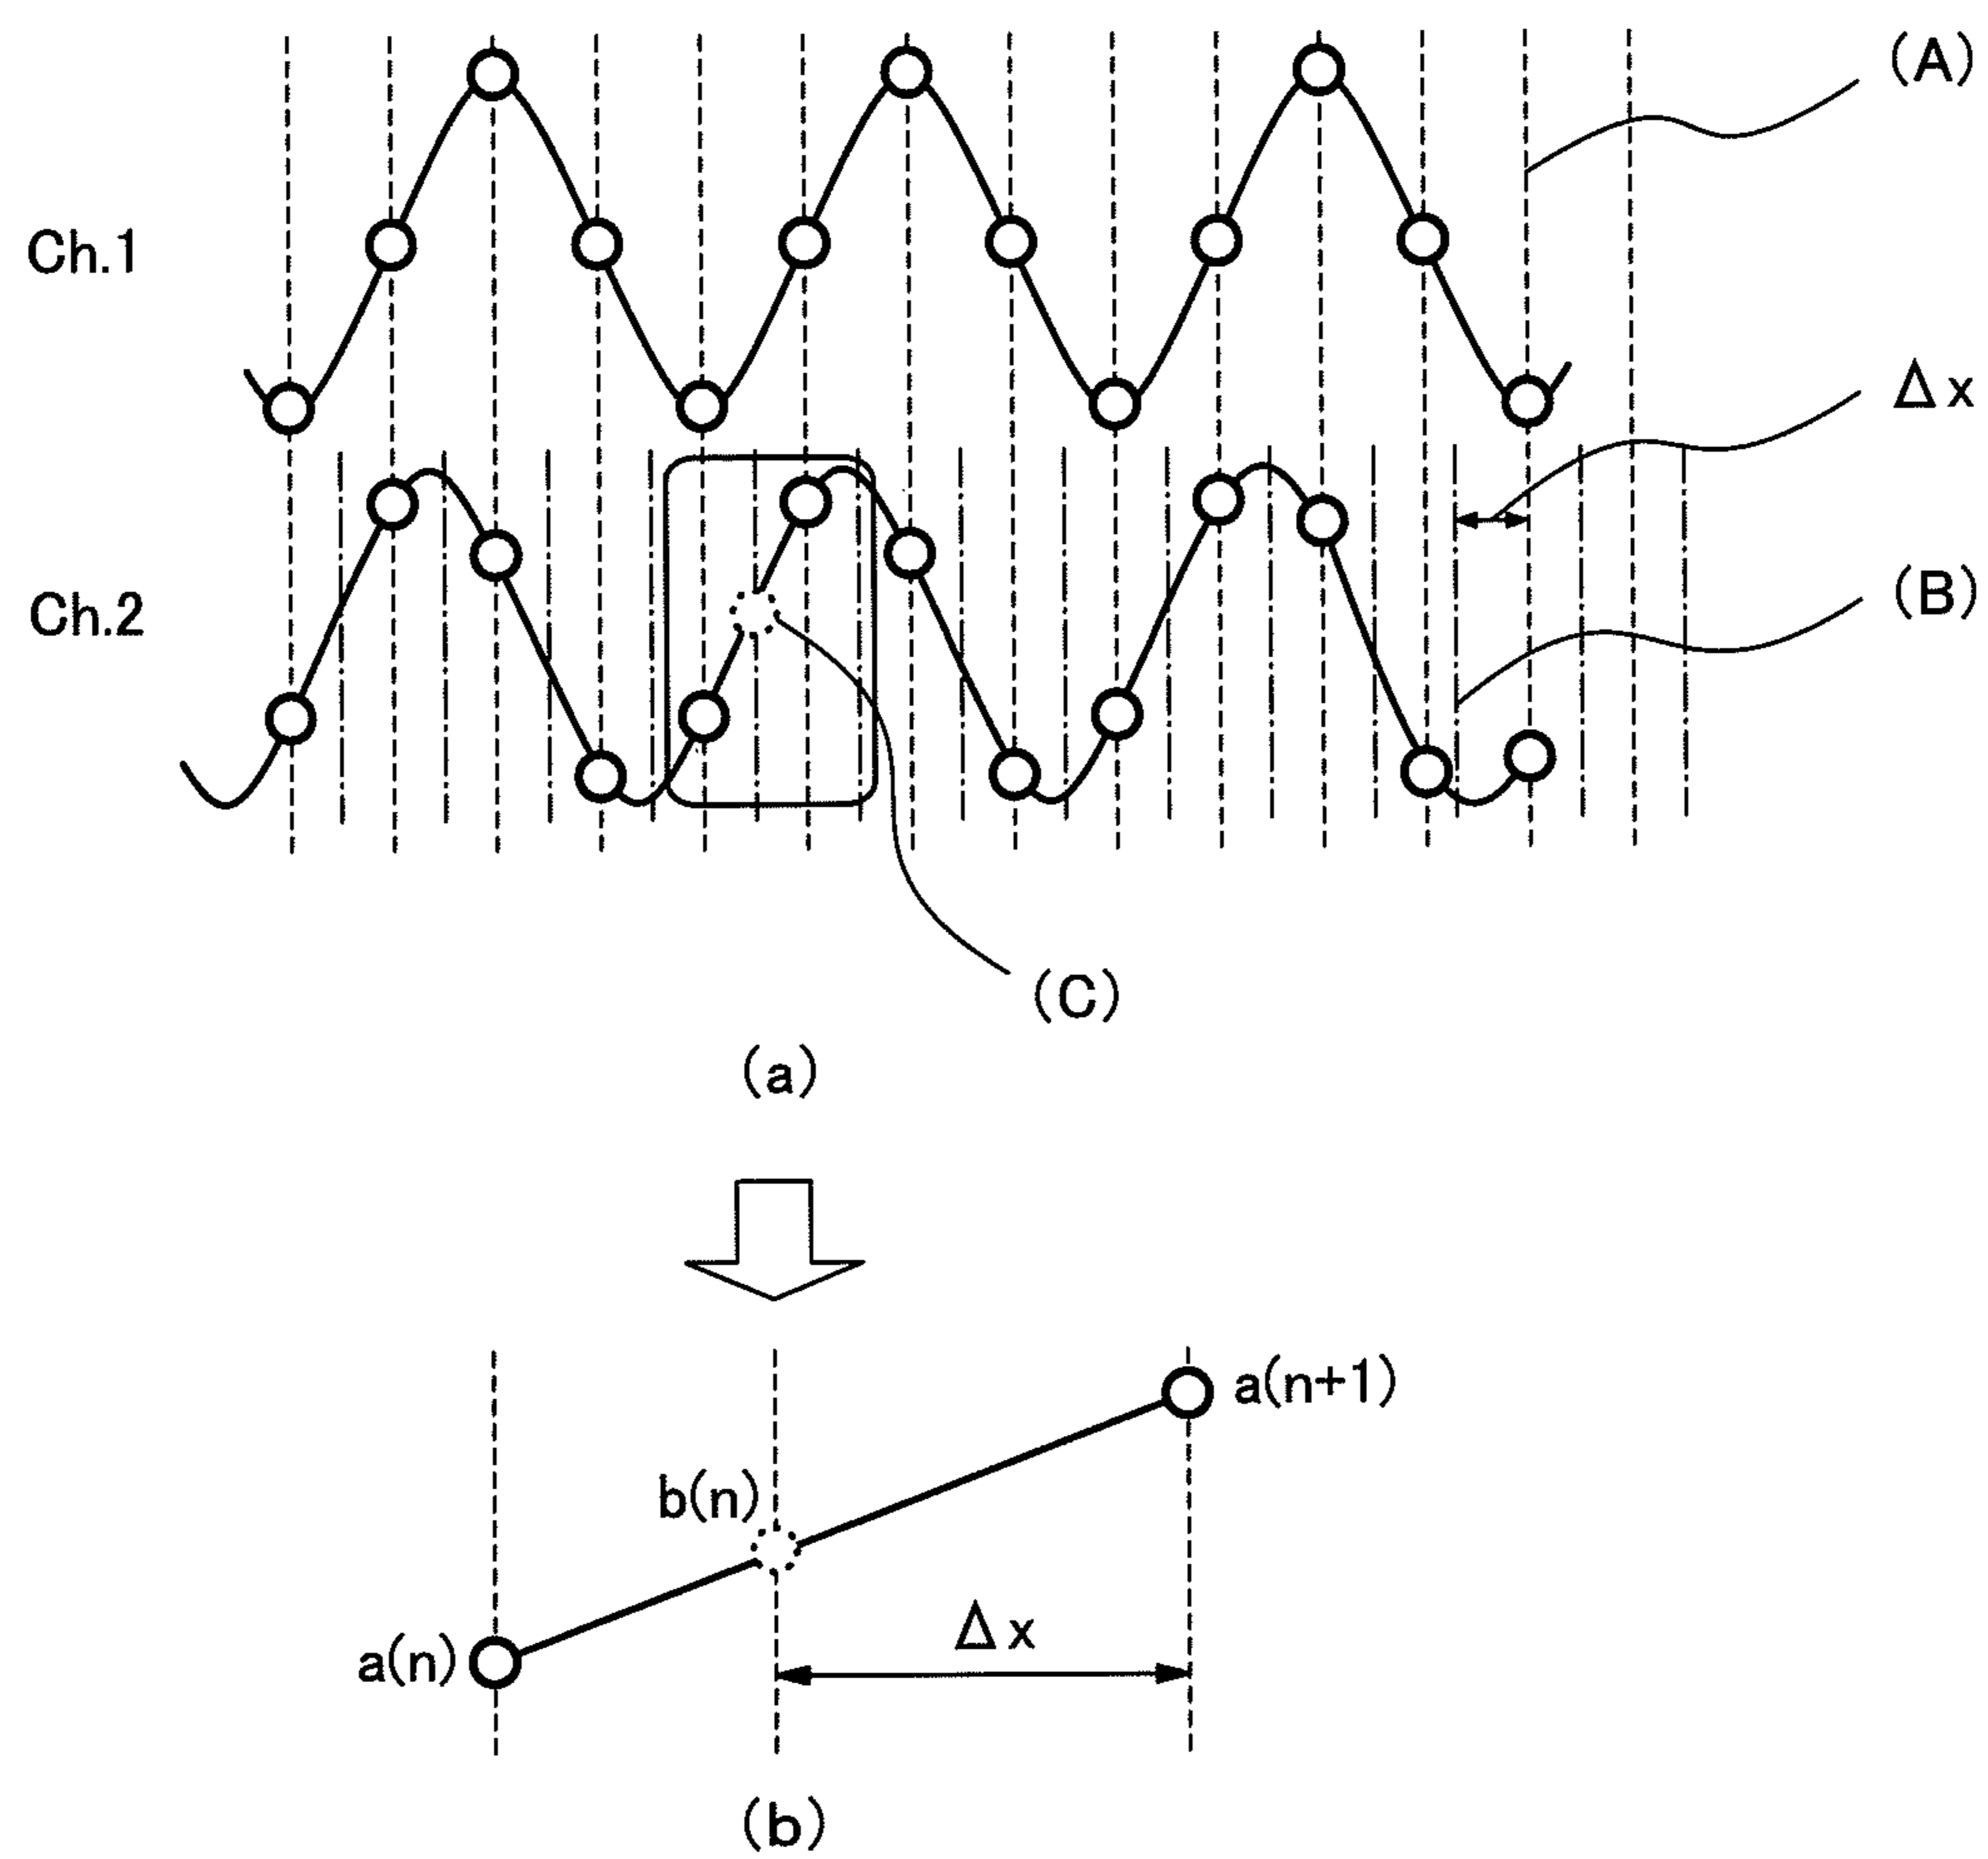 (A)
Ch.1
Δx
Ch.2
(B)
(C)
(a)
a(n+1)
b(n)
Δx
a(n)
(b)